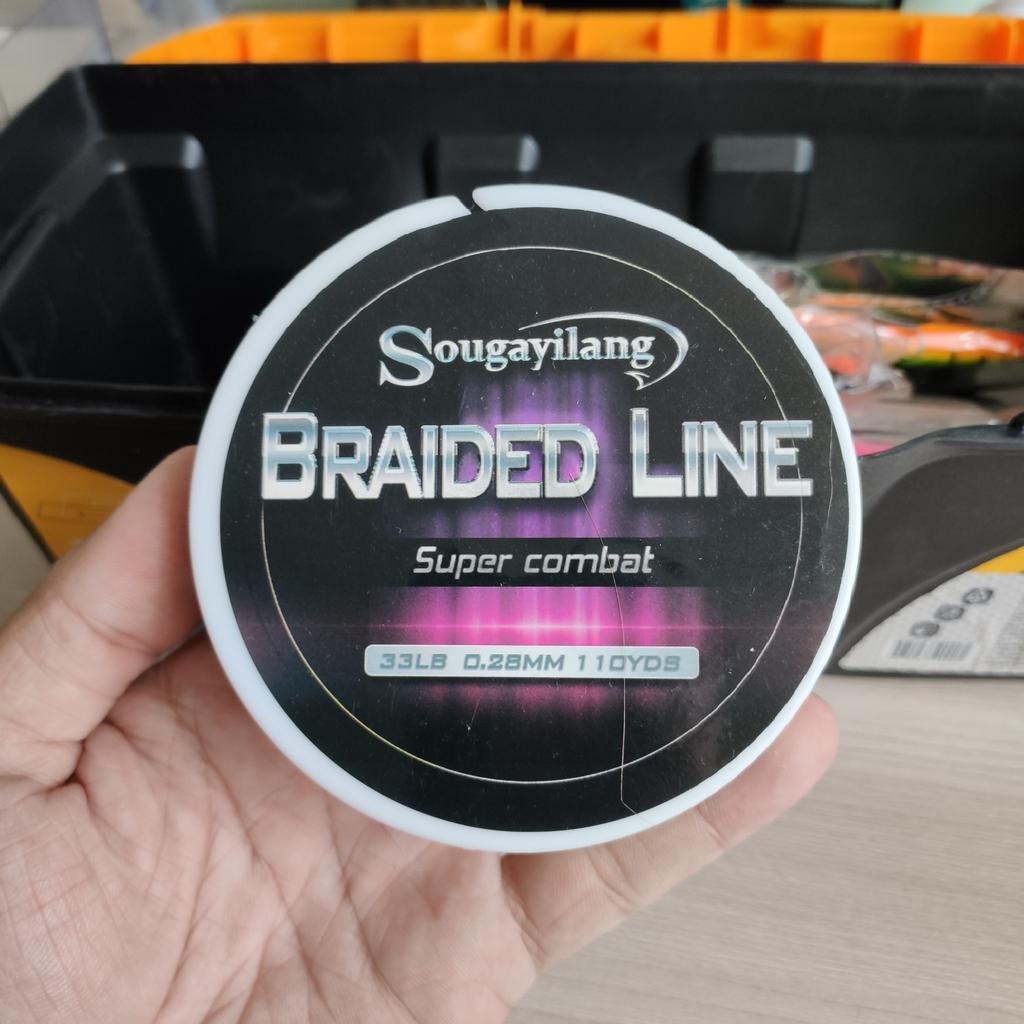 Sougayilang
BRAIDED LINE
Super combat
33LB 0.28MM 110YDS